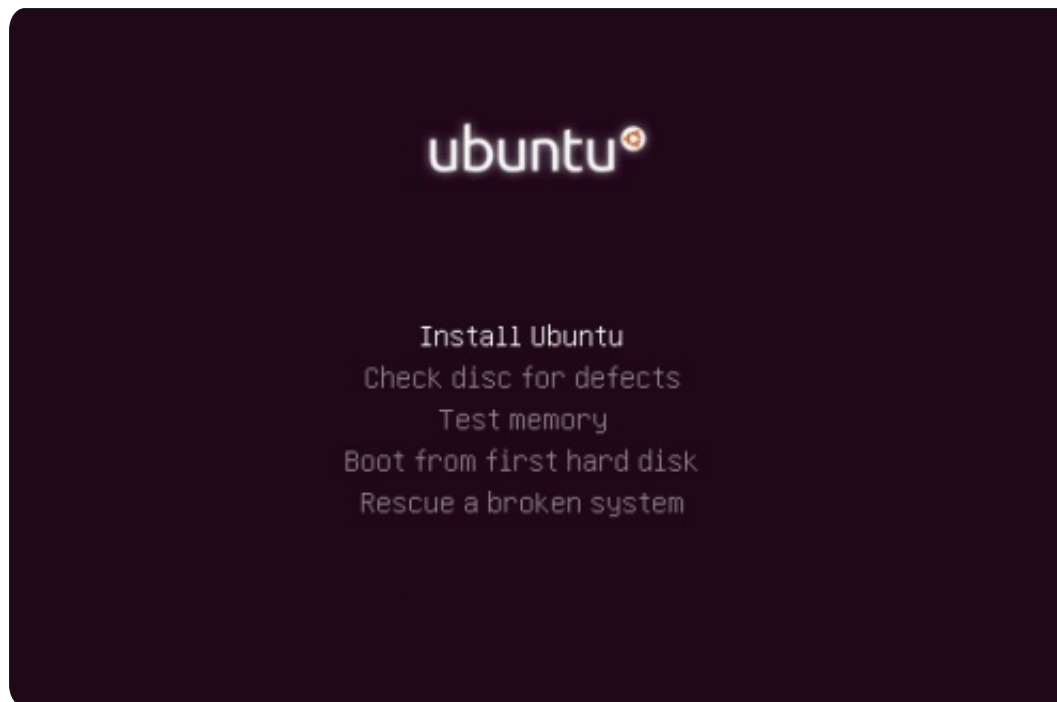 ubuntu
Install Ubuntu
Check disc for defects
Test memory
Boot from first hard disk
Rescue a broken system